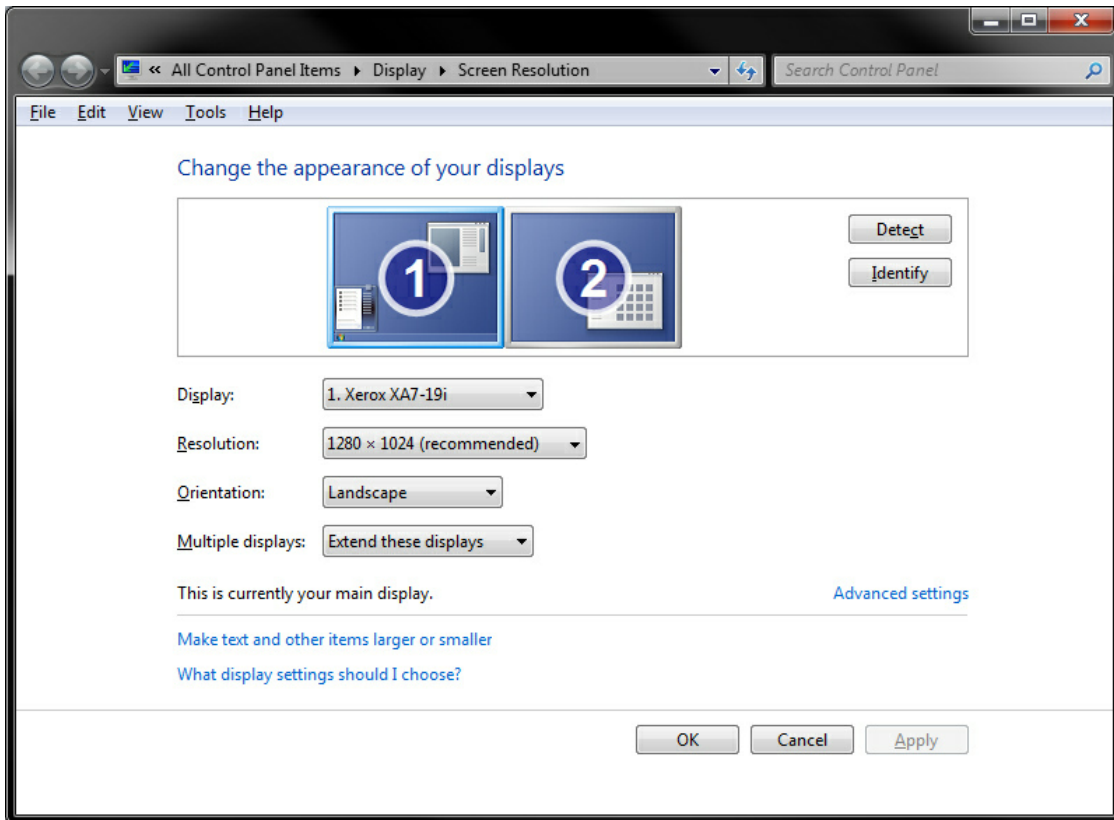 « All Control Panel Items ▸ Display ▸ Screen Resolution
Search Control Panel
File Edit View Tools Help
Change the appearance of your displays
1 2
Detect
Identify
Display: 1. Xerox XA7-19i
Resolution: 1280 × 1024 (recommended)
Orientation: Landscape
Multiple displays: Extend these displays
This is currently your main display. Advanced settings
Make text and other items larger or smaller
What display settings should I choose?
OK Cancel Apply